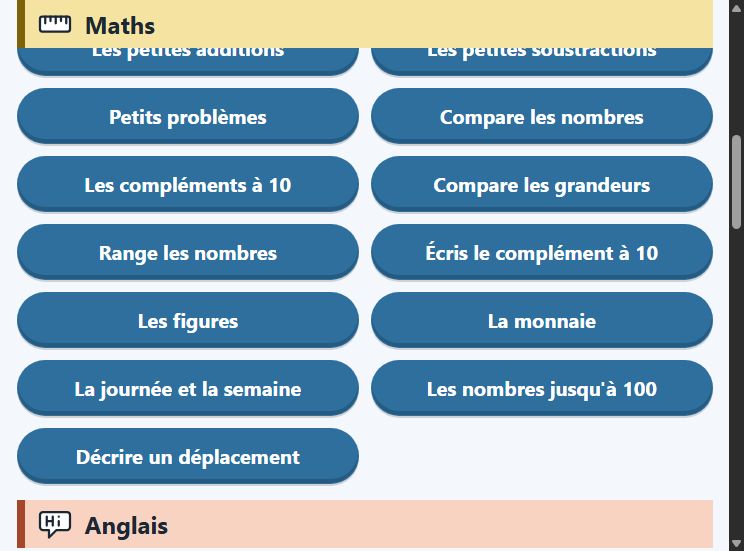 Maths
Les petites additions
Les petites soustractions
Petits problèmes
Compare les nombres
Les compléments à 10
Compare les grandeurs
Range les nombres
Écris le complément à 10
Les figures
La monnaie
La journée et la semaine
Les nombres jusqu'à 100
Décrire un déplacement
Hi
Anglais